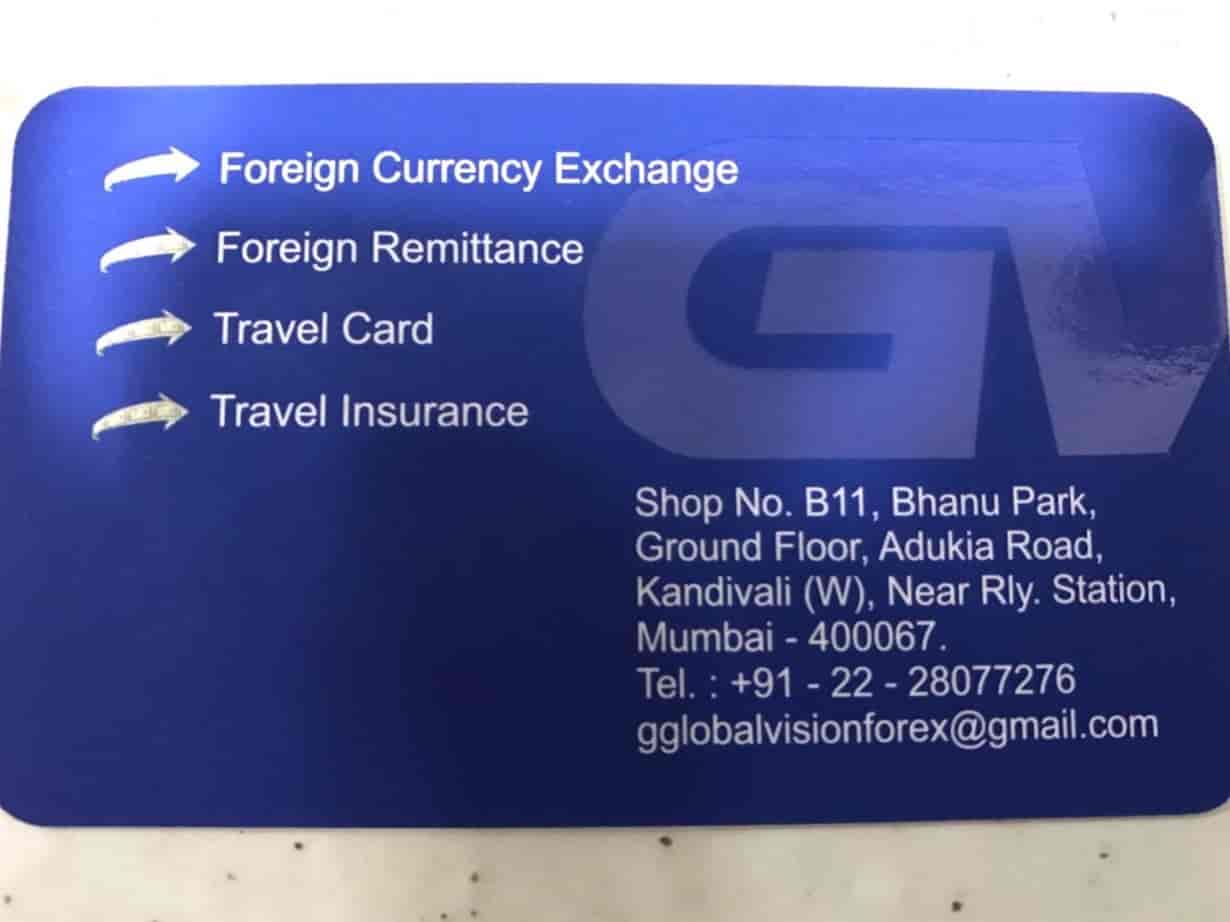 Foreign Currency Exchange
Foreign Remittance
Travel Card
Travel Insurance
GV
Shop No. B11, Bhanu Park,
Ground Floor, Adukia Road,
Kandivali (W), Near Rly. Station,
Mumbai - 400067.
Tel. : +91 - 22 - 28077276
gglobalvisionforex@gmail.com